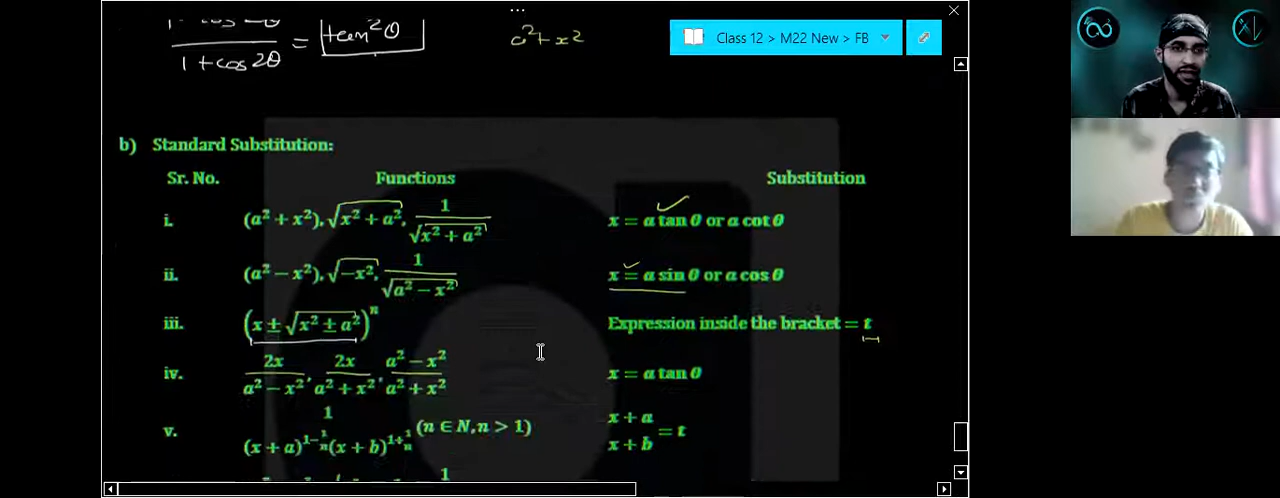 1 + cos2θ = tan²θ
a² + x²
Class 12 > M22 New > FB
b) Standard Substitution:
Sr. No. Functions Substitution
i. (a² + x²), √(x² + a²), 1/√(x² + a²) x = a tan θ or a cot θ
ii. (a² − x²), √(−x²), 1/√(a² − x²) x = a sin θ or a cos θ
iii. (x ± √(x² ± a²))ⁿ Expression inside the bracket = t
iv. 2x/(a² − x²), 2x/(a² + x²), (a² − x²)/(a² + x²) x = a tan θ
v. 1/((x + a)^(1−1/n) (x + b)^(1+1/n)) (n ∈ N, n > 1) (x + a)/(x + b) = t